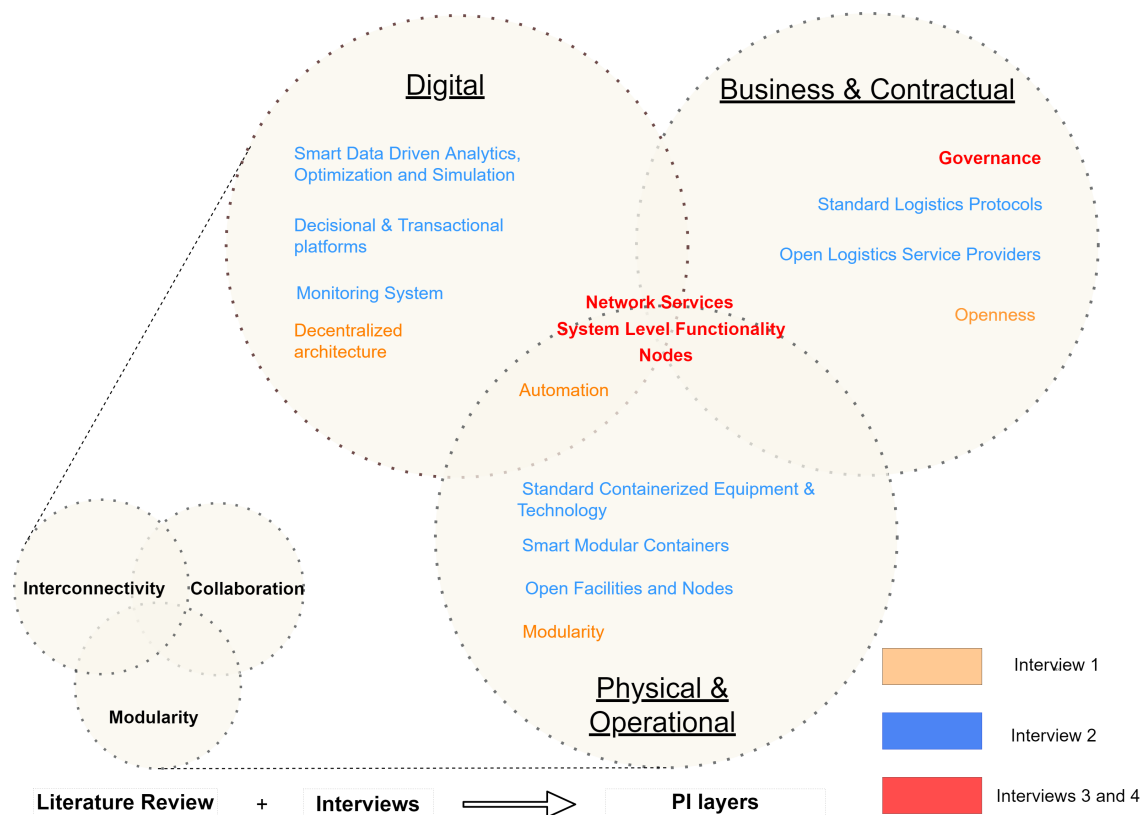 Digital
Business & Contractual
Smart Data Driven Analytics,
Optimization and Simulation
Decisional & Transactional
platforms
Monitoring System
Decentralized
architecture
Governance
Standard Logistics Protocols
Open Logistics Service Providers
Openness
Network Services
System Level Functionality
Nodes
Automation
Standard Containerized Equipment &
Technology
Smart Modular Containers
Open Facilities and Nodes
Modularity
Physical &
Operational
Interconnectivity
Collaboration
Modularity
Interview 1
Interview 2
Interviews 3 and 4
Literature Review + Interviews PI layers